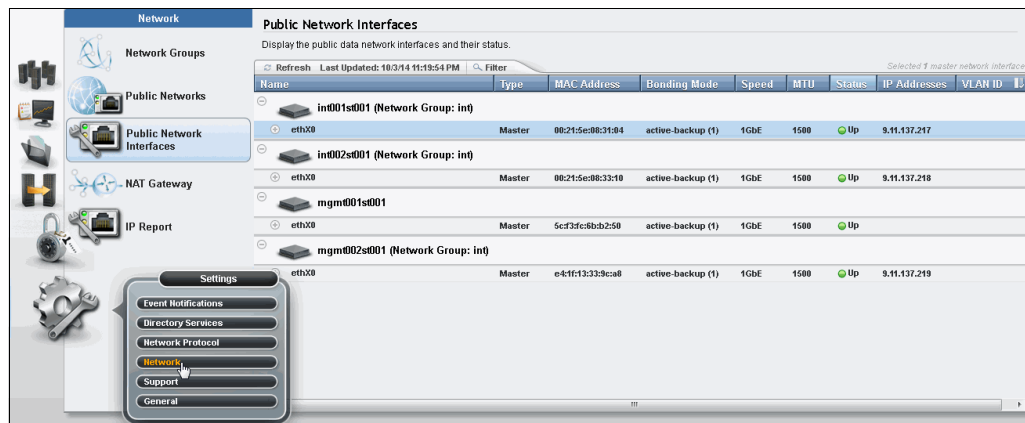 Network
Network Groups
Public Networks
Public Network
Interfaces
NAT Gateway
IP Report
Public Network Interfaces
Display the public data network interfaces and their status.
Refresh Last Updated: 10/3/14 11:19:54 PM Filter
Selected 1 master network interface
Name Type MAC Address Bonding Mode Speed MTU Status IP Addresses VLAN ID
int001st001 (Network Group: int)
ethX0 Master 00:21:5e:08:31:04 active-backup (1) 1GbE 1500 Up 9.11.137.217
int002st001 (Network Group: int)
ethX0 Master 00:21:5e:08:33:10 active-backup (1) 1GbE 1500 Up 9.11.137.218
mgmt001st001
ethX0 Master 5c:f3:fc:6b:b2:50 active-backup (1) 1GbE 1500 Up
mgmt002st001 (Network Group: int)
ethX0 Master e4:1f:13:33:9c:a8 active-backup (1) 1GbE 1500 Up 9.11.137.219
Settings
Event Notifications
Directory Services
Network Protocol
Network
Support
General